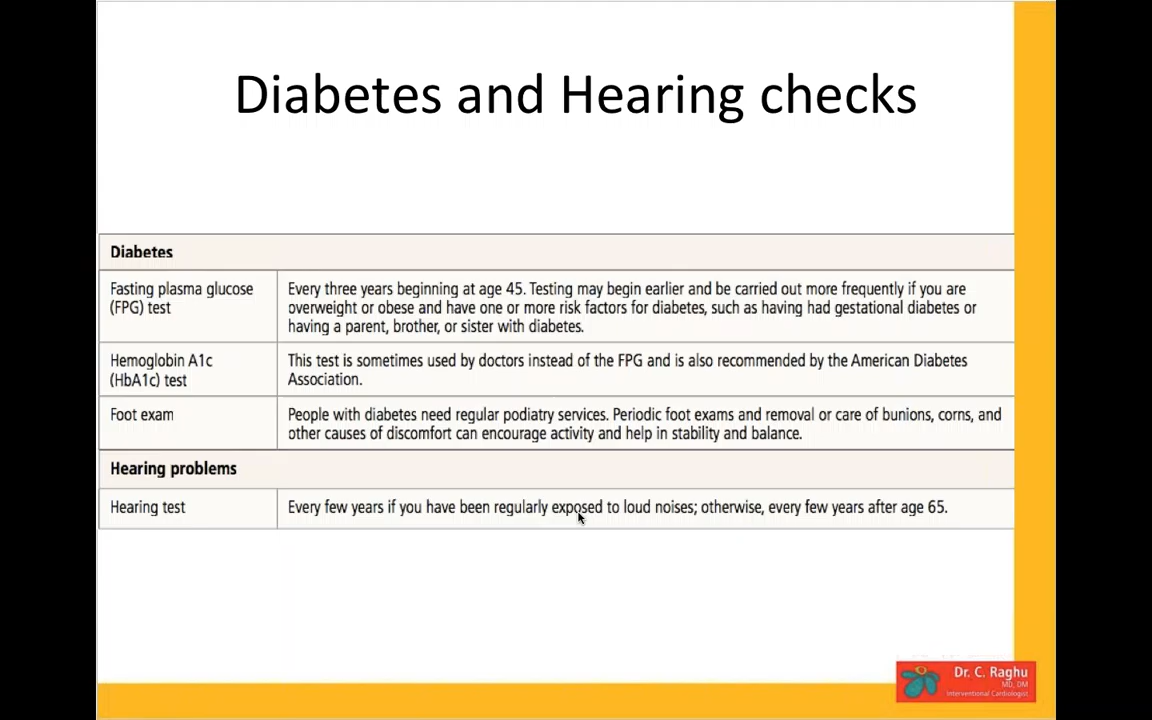 Diabetes and Hearing checks
Diabetes
Fasting plasma glucose
(FPG) test
Every three years beginning at age 45. Testing may begin earlier and be carried out more frequently if you are
overweight or obese and have one or more risk factors for diabetes, such as having had gestational diabetes or
having a parent, brother, or sister with diabetes.
Hemoglobin A1c
(HbA1c) test
This test is sometimes used by doctors instead of the FPG and is also recommended by the American Diabetes
Association.
Foot exam
People with diabetes need regular podiatry services. Periodic foot exams and removal or care of bunions, corns, and
other causes of discomfort can encourage activity and help in stability and balance.
Hearing problems
Hearing test
Every few years if you have been regularly exposed to loud noises; otherwise, every few years after age 65.
Dr. C. Raghu
MD, DM
Interventional Cardiologist